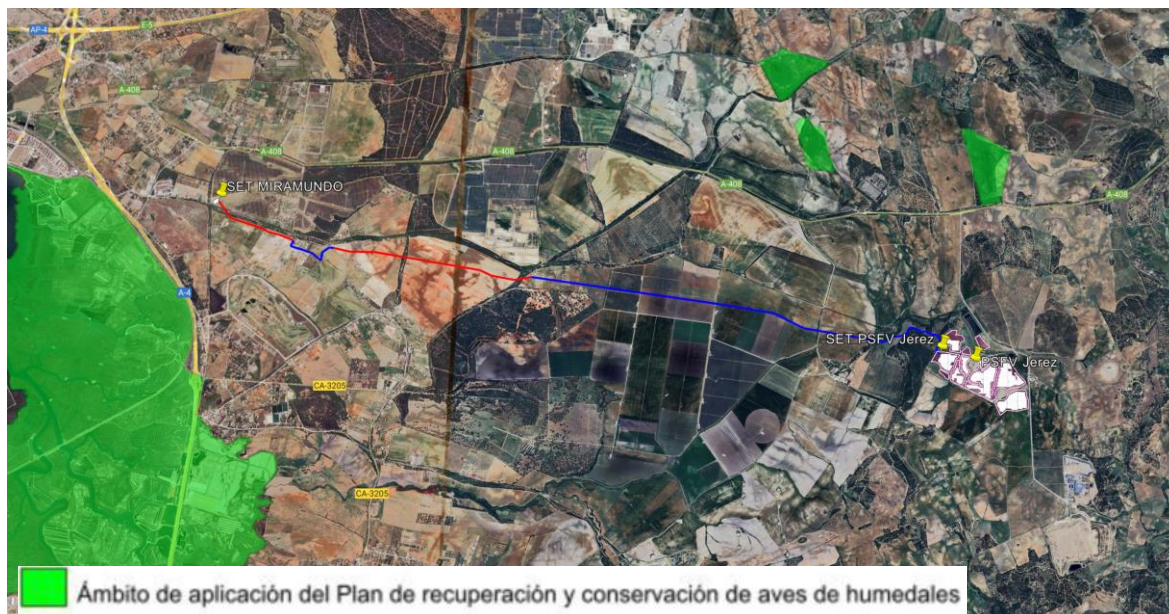 AP-4
E-5
A-408
A-408
A-408
A-408
SET MIRAMUNDO
A-4
SET PSFV Jerez
PSFV Jerez
CA-3205
CA-3205
Ámbito de aplicación del Plan de recuperación y conservación de aves de humedales